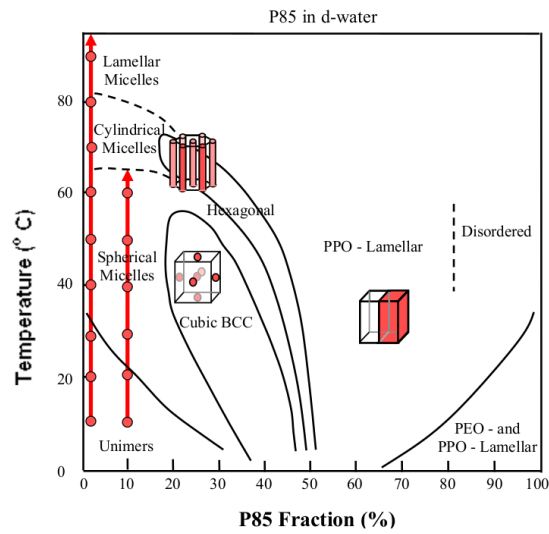 P85 in d-water
Lamellar
Micelles
80
Cylindrical
Micelles
60
Hexagonal
PPO - Lamellar
Disordered
Spherical
Micelles
40
Cubic BCC
20
PEO - and
PPO - Lamellar
Unimers
0
0 10 20 30 40 50 60 70 80 90 100
Temperature (° C)
P85 Fraction (%)